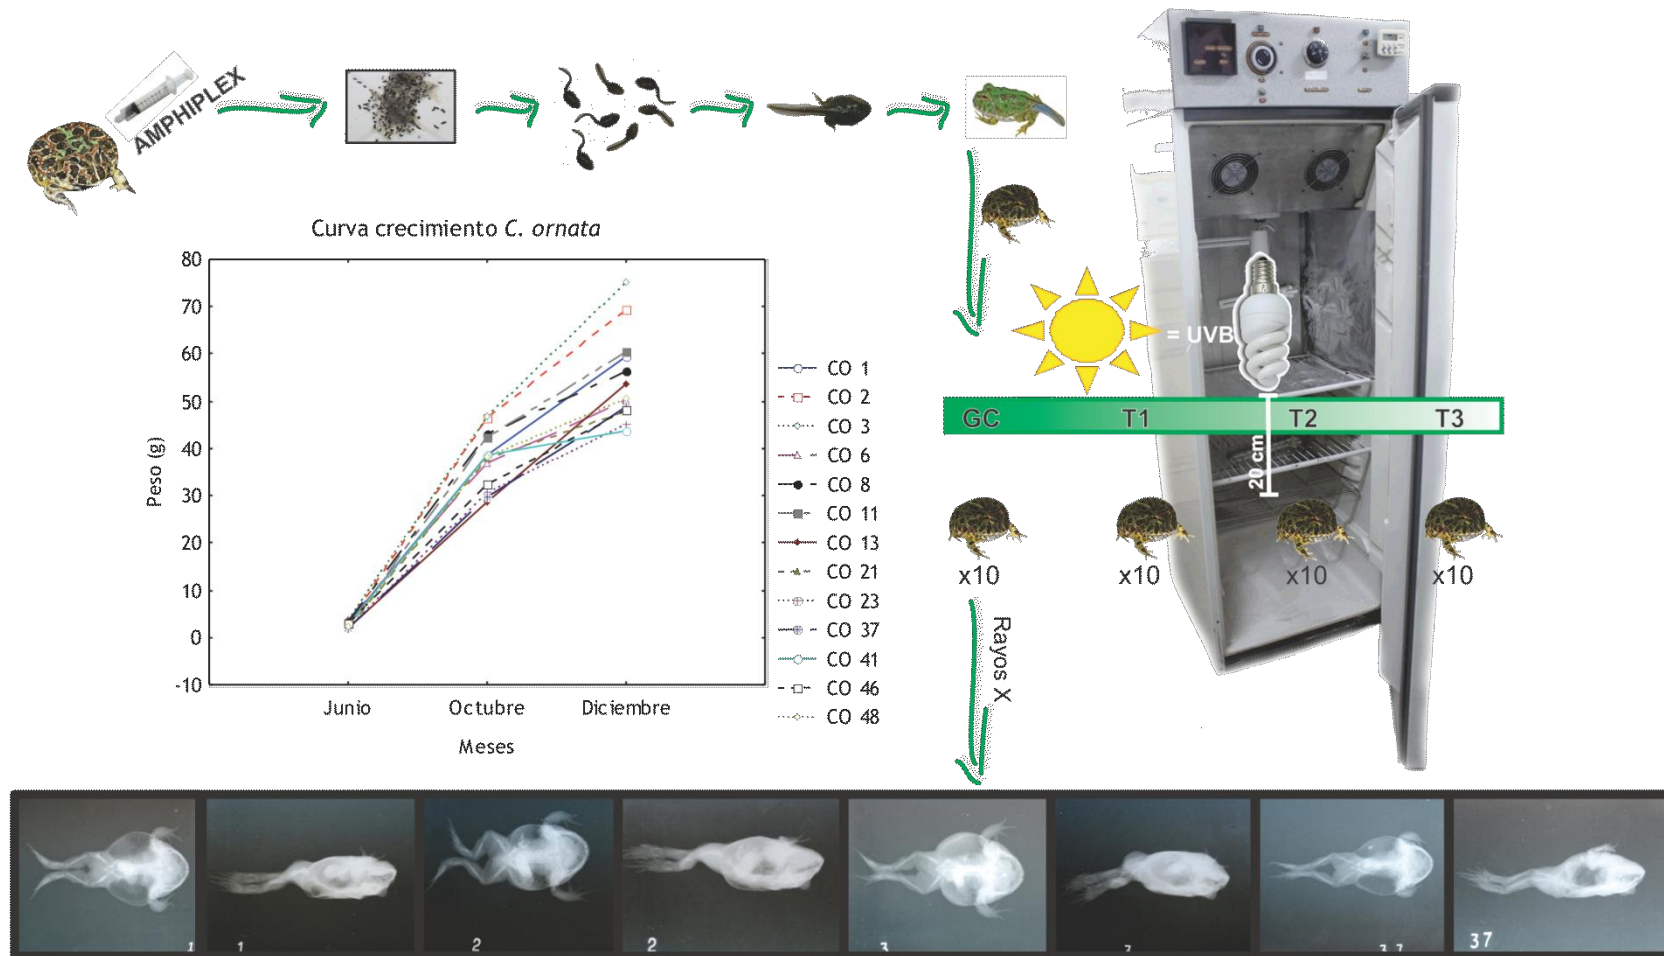 AMPHIPLEX
Curva crecimiento C. ornata
80
70
60
50
40
30
20
10
0
-10
Peso (g)
Junio
Octubre
Diciembre
Meses
CO 1
CO 2
CO 3
CO 6
CO 8
CO 11
CO 13
CO 21
CO 23
CO 37
CO 41
CO 46
CO 48
= UVB
GC
T1
T2
T3
20 cm
x10
x10
x10
x10
Rayos X
1
1
2
2
3
3
37
37